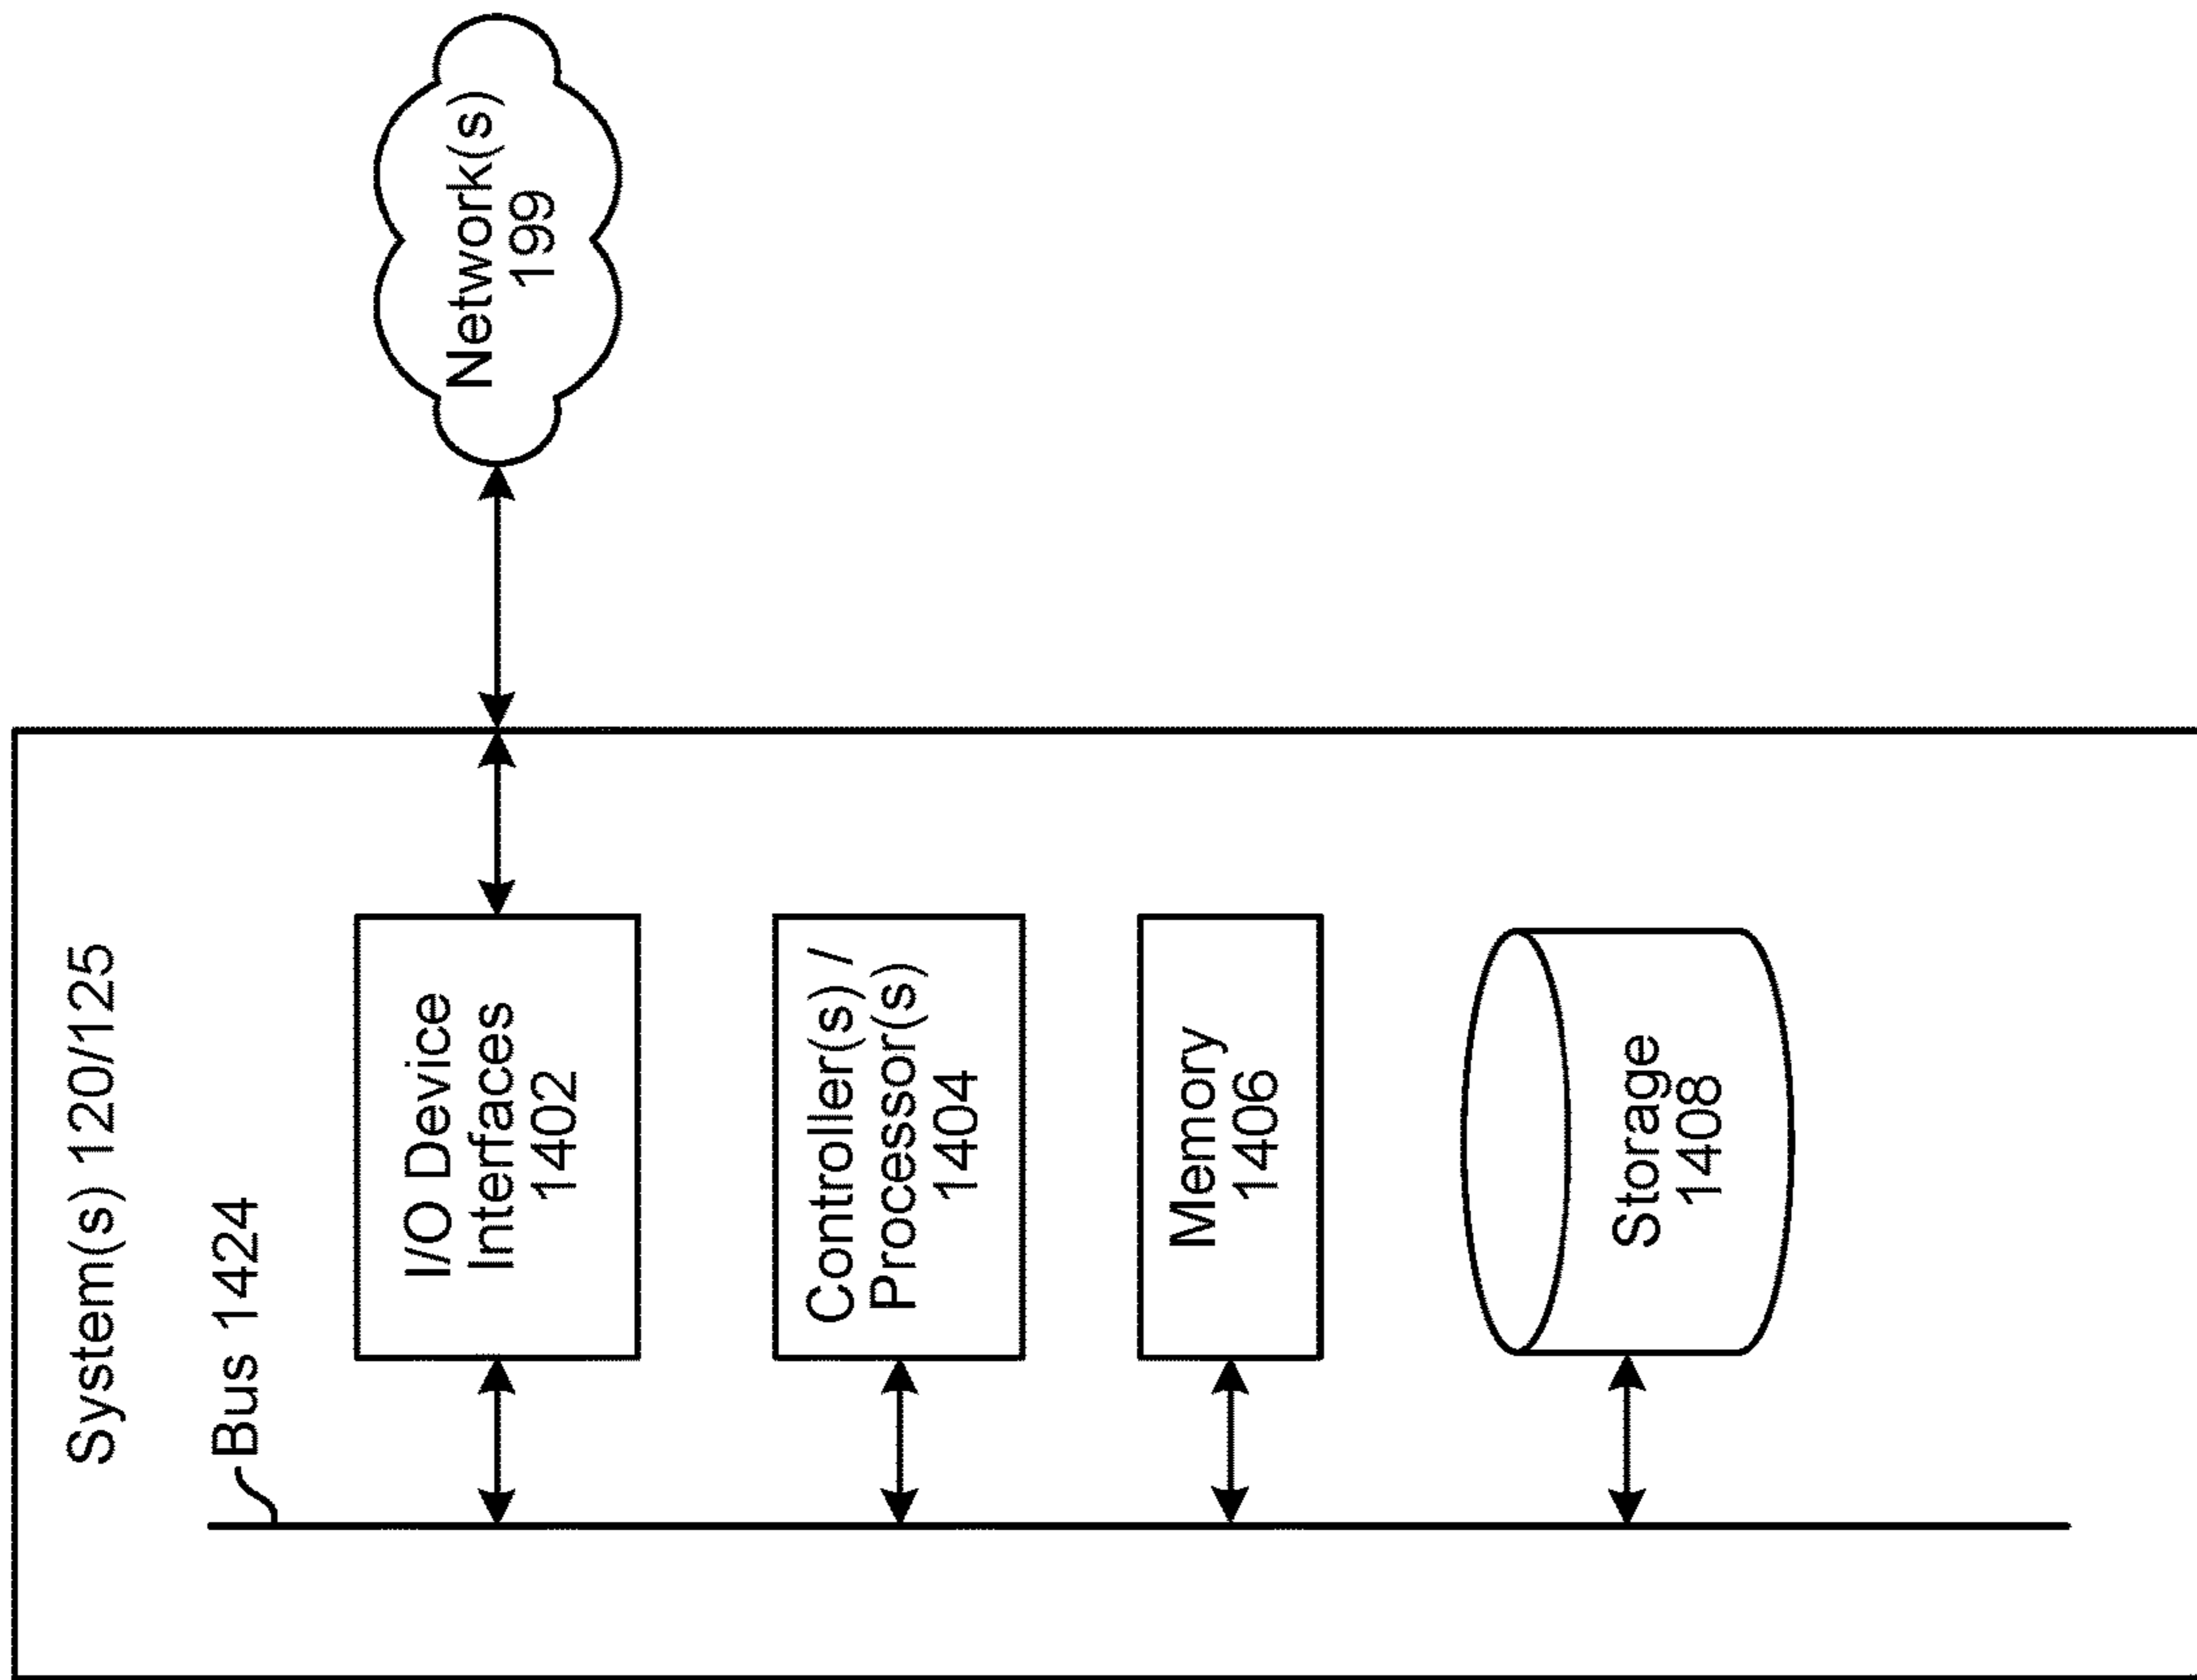 System(s) 120/125
Bus 1424
I/O Device
Interfaces
1402
Controller(s) /
Processor(s)
1404
Memory
1406
Storage
1408
Network(s)
199